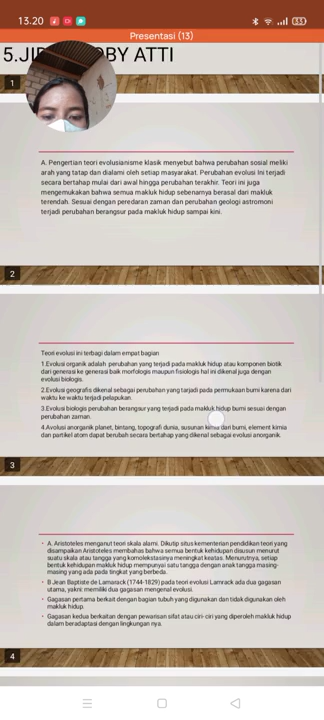 13.20
33
Presentasi (13)
5.JI
BY ATTI
1
A. Pengertian teori evolusianisme klasik menyebut bahwa perubahan sosial meliki
arah yang tatap dan dialami oleh setiap masyarakat. Perubahan evolusi Ini terjadi
secara bertahap mulai dari awal hingga perubahan terakhir. Teori ini juga
mengemukakan bahwa semua makluk hidup sebenarnya berasal dari makluk
terendah. Sesuai dengan peredaran zaman dan perubahan geologi astromoni
terjadi perubahan berangsur pada makluk hidup sampai kini.
2
Teori evolusi ini terbagi dalam empat bagian
1.Evolusi organik adalah perubahan yang terjadi pada makluk hidup atau komponen biotik
dari generasi ke generasi baik morfologis maupun fisiologis hal ini dikenal juga dengan
evolusi biologis.
2.Evolusi geografis dikenal sebagai perubahan yang tarjadi pada permukaan bumi karena dari
waktu ke waktu terjadi pelapukan.
3.Evolusi biologis perubahan berangsur yang terjadi pada makluk hidup bumi sesuai dengan
perubahan zaman.
4.Avolusi anorganik planet, bintang, topografi dunia, susunan kimia dari bumi, element kimia
dan partikel atom dapat berubah secara bertahap yang dikenal sebagai evolusi anorganik.
3
• A. Aristoteles menganut teori skala alami. Dikutip situs kementerian pendidikan teori yang
disampaikan Aristoteles membahas bahwa semua bentuk kehidupan disusun menurut
suatu skala atau tangga yang komoleksitasnya meningkat keatas. Menurutnya, setiap
bentuk kehidupan makluk hidup mempunyai satu tangga dengan anak tangga masing-
masing yang ada pada tingkat yang berbeda.
• B Jean Baptiste de Lamarack (1744-1829) pada teori evolusi Lamrack ada dua gagasan
utama, yakni: memiliki dua gagasan mengenal evolusi.
• Gagasan pertama berkait dengan bagian tubuh yang digunakan dan tidak digunakan oleh
makluk hidup.
• Gagasan kedua berkaitan dengan pewarisan sifat atau ciri- ciri yang diperoleh makluk hidup
dalam beradaptasi dengan lingkungan nya.
4